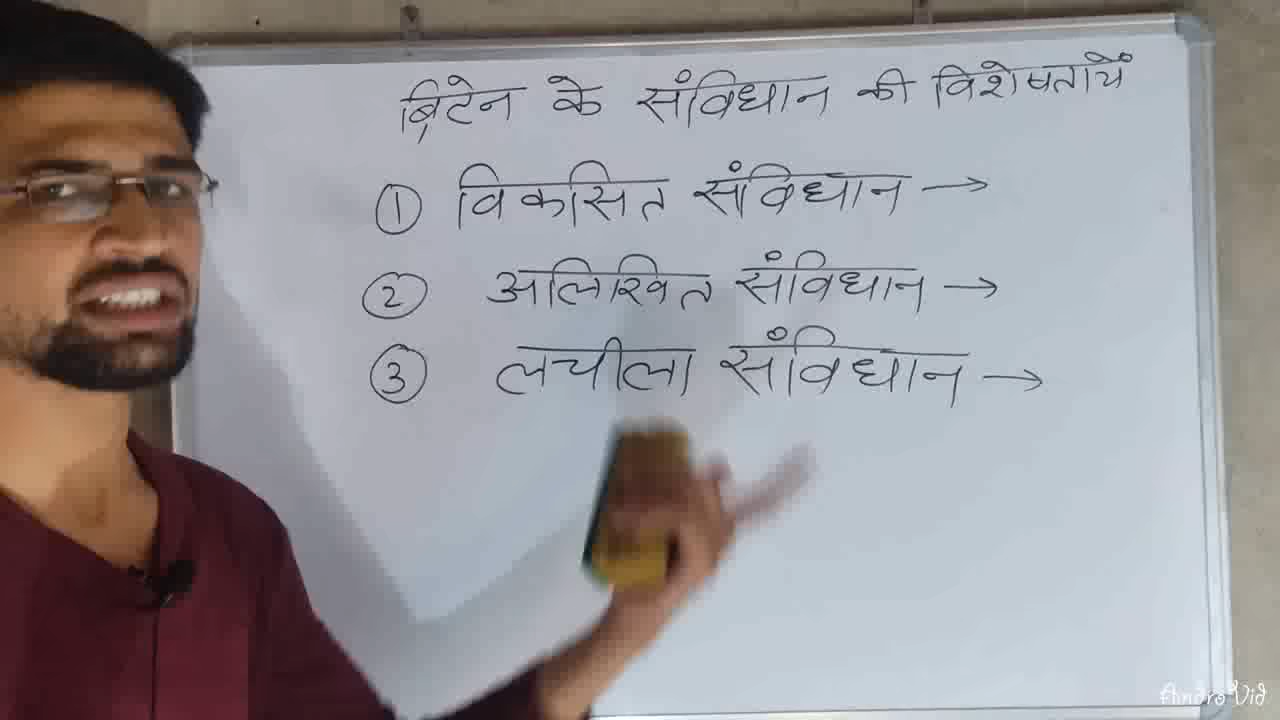 ब्रिटेन के संविधान की विशेषतायें
① विकसित संविधान →
② अलिखित संविधान →
③ लचीला संविधान →
AndroVid